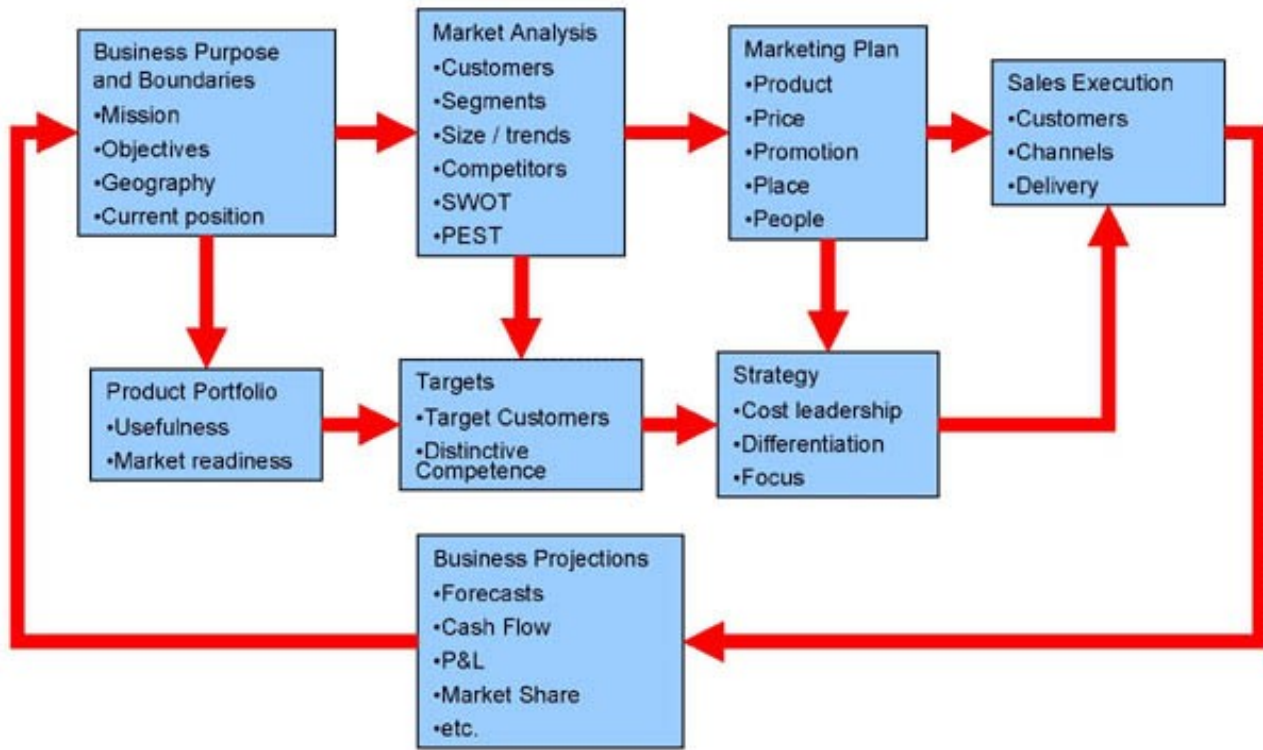 Business Purpose
and Boundaries
•Mission
•Objectives
•Geography
•Current position
Market Analysis
•Customers
•Segments
•Size / trends
•Competitors
•SWOT
•PEST
Marketing Plan
•Product
•Price
•Promotion
•Place
•People
Sales Execution
•Customers
•Channels
•Delivery
Product Portfolio
•Usefulness
•Market readiness
Targets
•Target Customers
•Distinctive
Competence
Strategy
•Cost leadership
•Differentiation
•Focus
Business Projections
•Forecasts
•Cash Flow
•P&L
•Market Share
•etc.